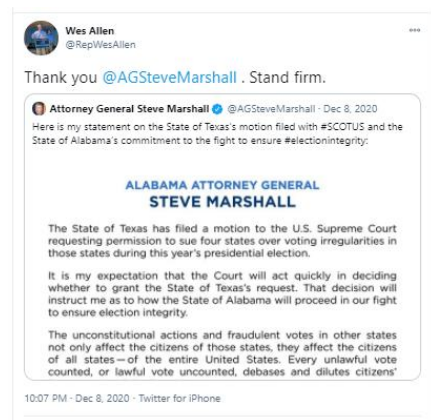 Wes Allen
@RepWesAllen
Thank you @AGSteveMarshall . Stand firm.
Attorney General Steve Marshall @AGSteveMarshall · Dec 8, 2020
Here is my statement on the State of Texas's motion filed with #SCOTUS and the
State of Alabama's commitment to the fight to ensure #electionintegrity:
ALABAMA ATTORNEY GENERAL
STEVE MARSHALL
The State of Texas has filed a motion to the U.S. Supreme Court
requesting permission to sue four states over voting irregularities in
those states during this year's presidential election.
It is my expectation that the Court will act quickly in deciding
whether to grant the State of Texas's request. That decision will
instruct me as to how the State of Alabama will proceed in our fight
to ensure election integrity.
The unconstitutional actions and fraudulent votes in other states
not only affect the citizens of those states, they affect the citizens
of all states—of the entire United States. Every unlawful vote
counted, or lawful vote uncounted, debases and dilutes citizens'
10:07 PM · Dec 8, 2020 · Twitter for iPhone